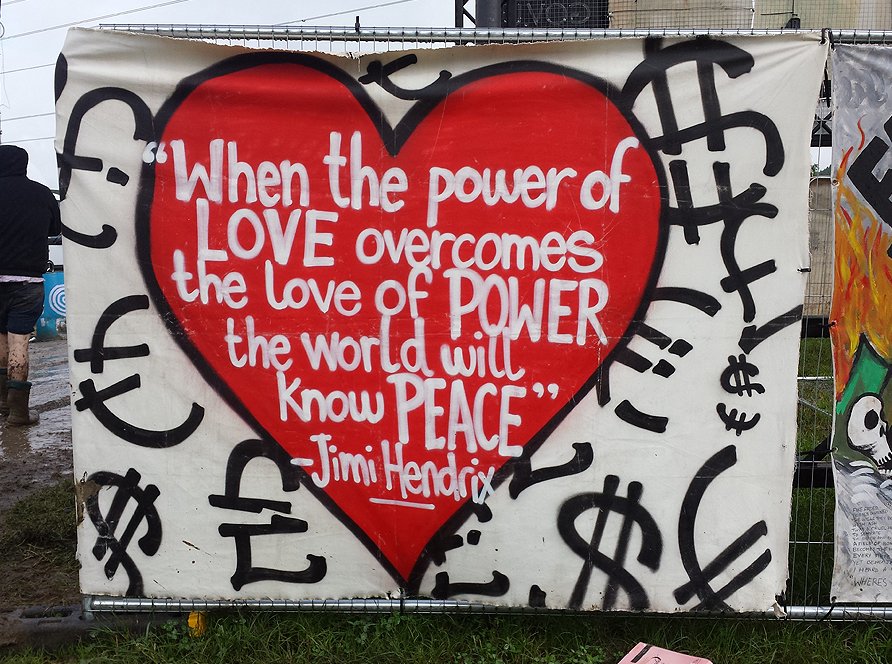 “When the power of
LOVE overcomes
the love of POWER
the world will
know PEACE”
-Jimi Hendrix
WHERES